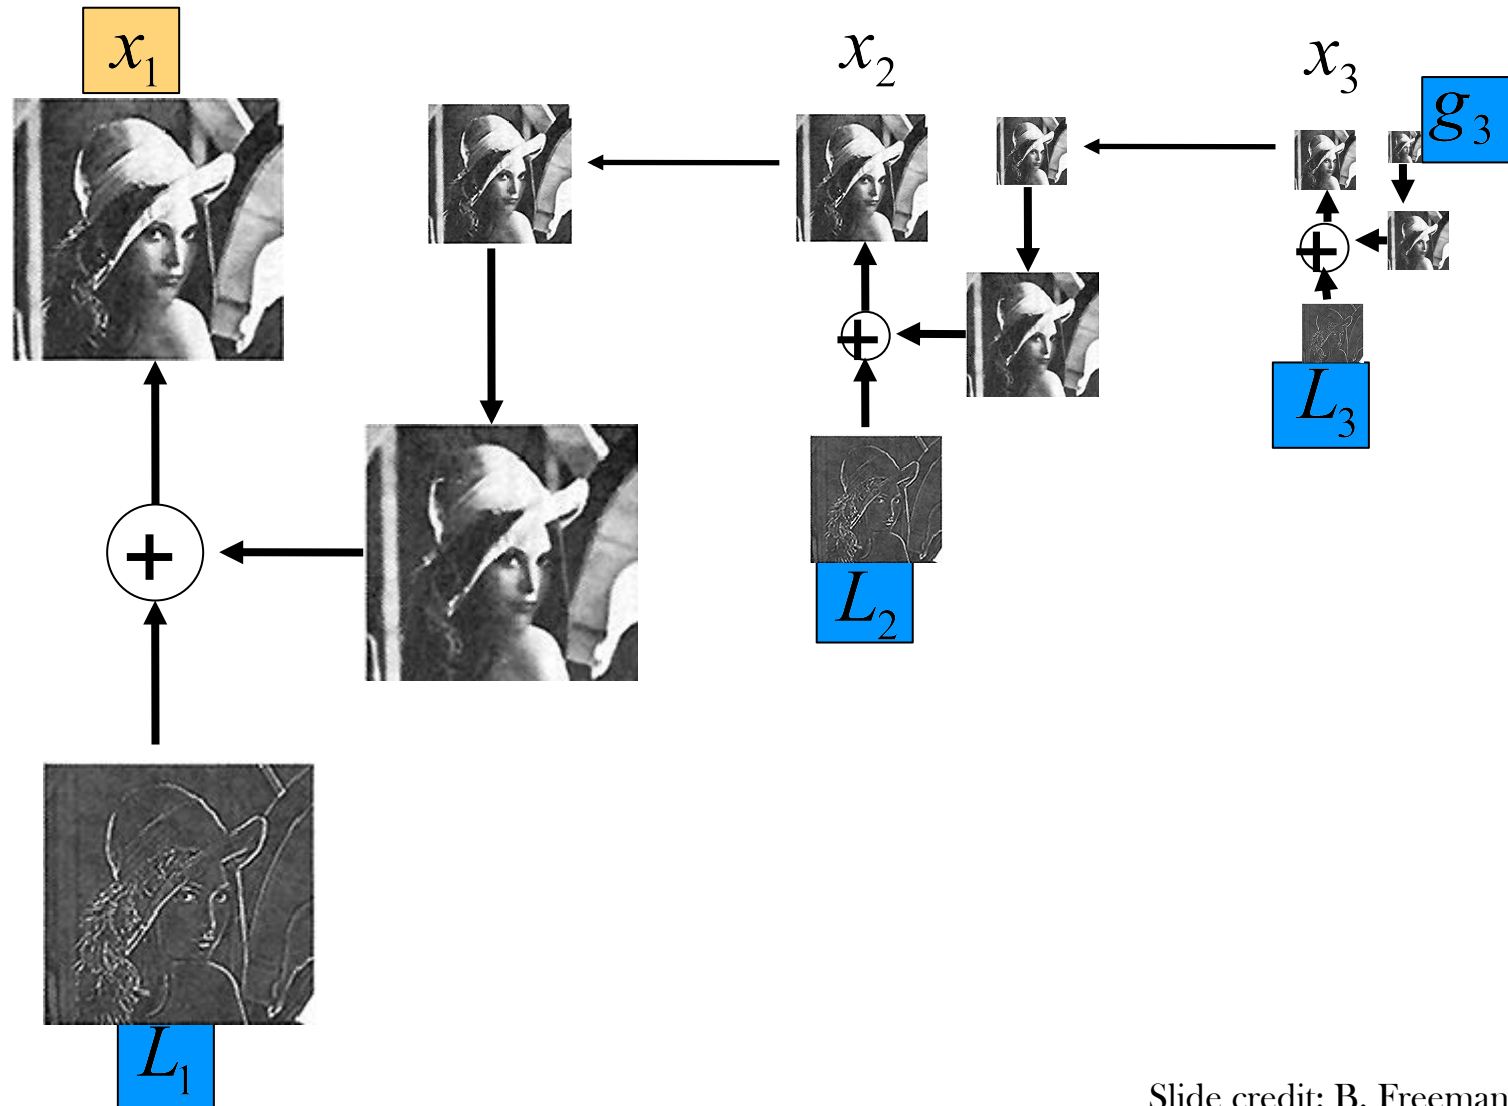 x₁
x₂
x₃
g₃
+
+
+
L₃
L₂
L₁
Slide credit: B. Freeman